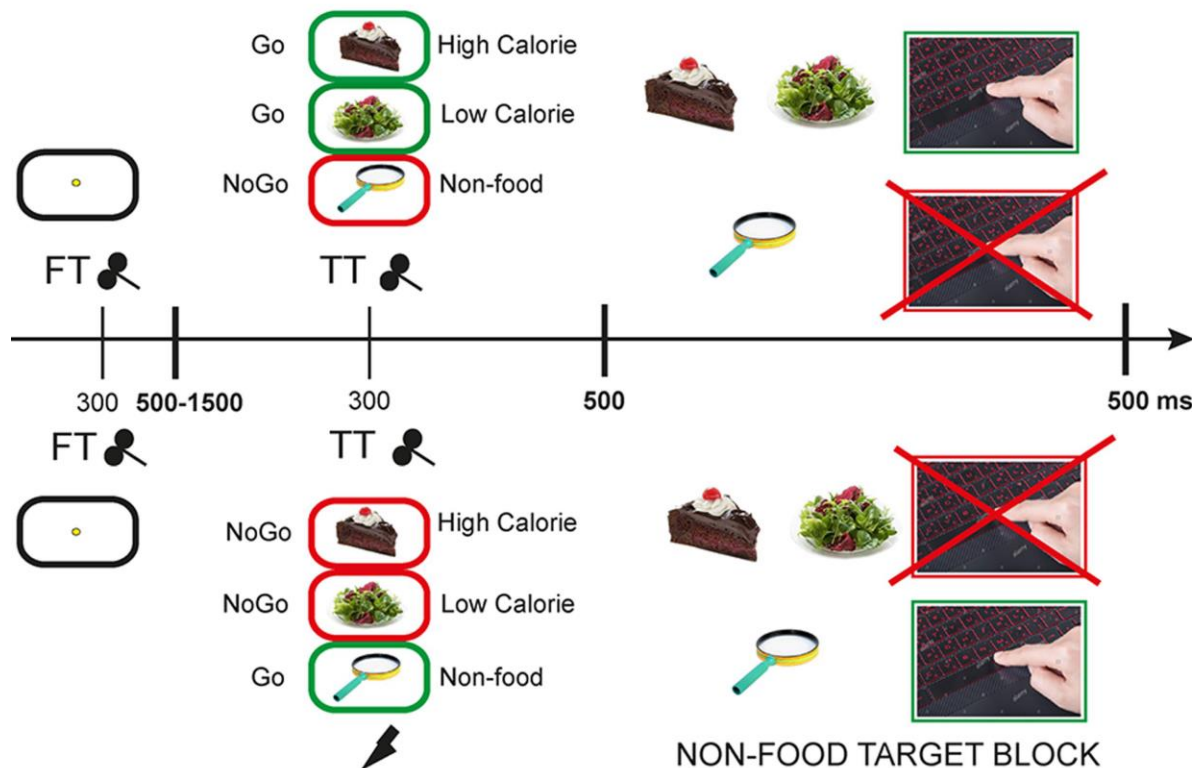 Go High Calorie
Go Low Calorie
NoGo Non-food
FT TT
300 500-1500 300 500 500 ms
FT TT
NoGo High Calorie
NoGo Low Calorie
Go Non-food
NON-FOOD TARGET BLOCK